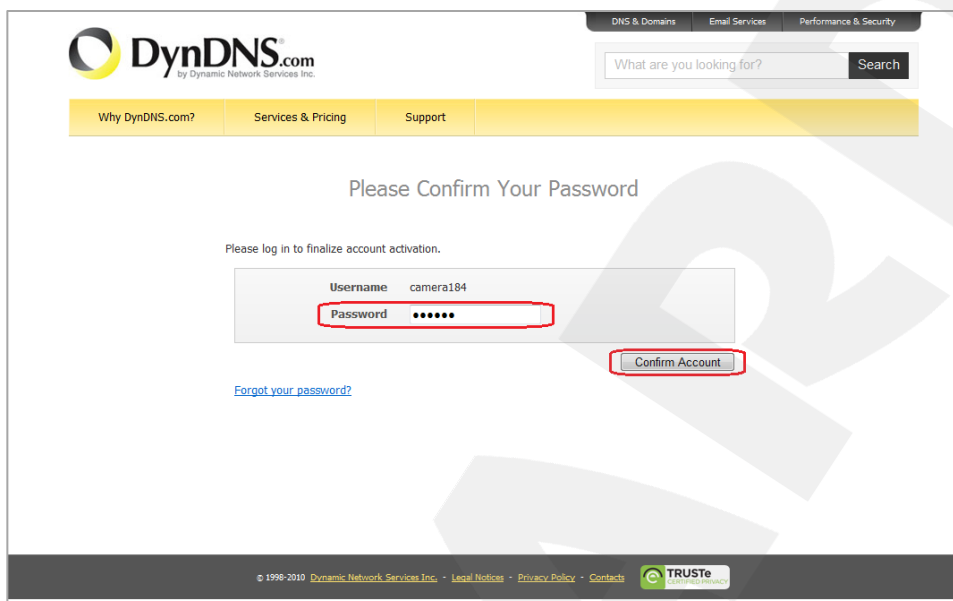 DNS & Domains Email Services Performance & Security
DynDNS.com
by Dynamic Network Services Inc.
What are you looking for? Search
Why DynDNS.com? Services & Pricing Support
Please Confirm Your Password
Please log in to finalize account activation.
Username camera184
Password ••••••
Confirm Account
Forgot your password?
© 1998-2010 Dynamic Network Services Inc. - Legal Notices - Privacy Policy - Contacts
TRUSTe
CERTIFIED PRIVACY